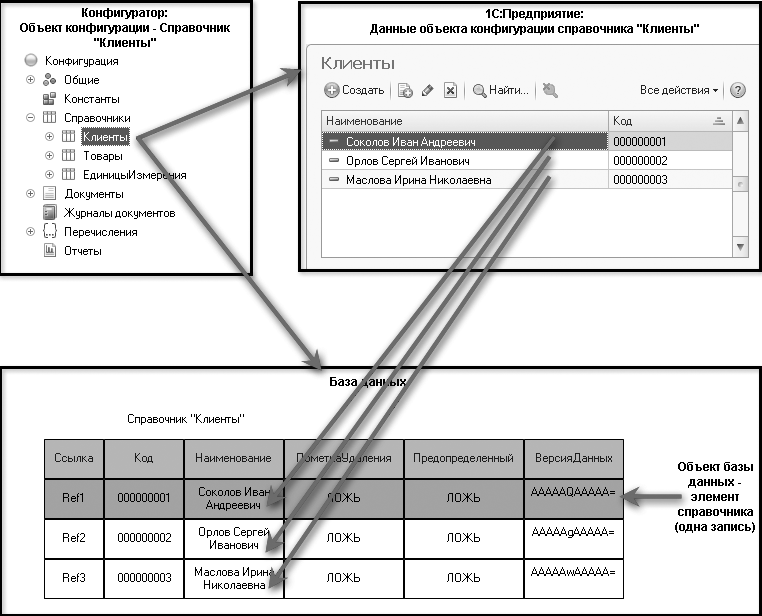 Конфигуратор:
Объект конфигурации - Справочник
"Клиенты"
Конфигурация
Общие
Константы
Справочники
Клиенты
Товары
ЕдиницыИзмерения
Документы
Журналы документов
Перечисления
Отчеты
1С:Предприятие:
Данные объекта конфигурации справочника "Клиенты"
Клиенты
Создать Найти... Все действия ?
Наименование Код
Соколов Иван Андреевич 000000001
Орлов Сергей Иванович 000000002
Маслова Ирина Николаевна 000000003
База данных
Справочник "Клиенты"
Ссылка Код Наименование ПометкаУдаления Предопределенный ВерсияДанных
Ref1 000000001 Соколов Иван Андреевич ЛОЖЬ ЛОЖЬ AAAAAQAAAAA=
Ref2 000000002 Орлов Сергей Иванович ЛОЖЬ ЛОЖЬ AAAAAgAAAAA=
Ref3 000000003 Маслова Ирина Николаевна ЛОЖЬ ЛОЖЬ AAAAAwAAAAA=
Объект базы
данных -
элемент
справочника
(одна запись)